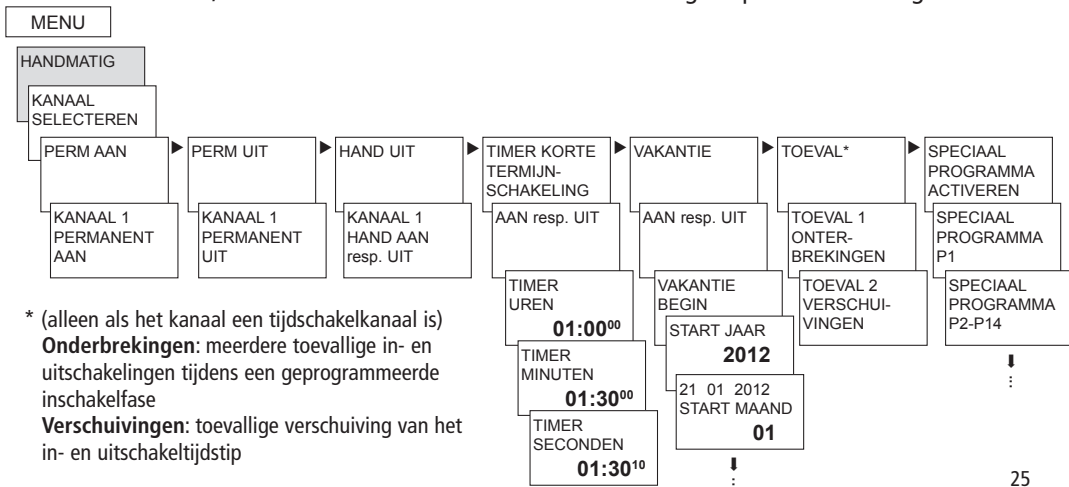 MENU
HANDMATIG
KANAAL
SELECTEREN
PERM AAN
KANAAL 1
PERMANENT
AAN
PERM UIT
KANAAL 1
PERMANENT
UIT
HAND UIT
KANAAL 1
HAND AAN
resp. UIT
TIMER KORTE
TERMIJN-
SCHAKELING
AAN resp. UIT
TIMER
UREN
01:00⁰⁰
TIMER
MINUTEN
01:30⁰⁰
TIMER
SECONDEN
01:30¹⁰
VAKANTIE
AAN resp. UIT
VAKANTIE
BEGIN
START JAAR
2012
21 01 2012
START MAAND
01
TOEVAL*
TOEVAL 1
ONTER-
BREKINGEN
TOEVAL 2
VERSCHUI-
VINGEN
SPECIAAL
PROGRAMMA
ACTIVEREN
SPECIAAL
PROGRAMMA
P1
SPECIAAL
PROGRAMMA
P2-P14
* (alleen als het kanaal een tijdschakelkanaal is)
Onderbrekingen: meerdere toevallige in- en
uitschakelingen tijdens een geprogrammeerde
inschakelfase
Verschuivingen: toevallige verschuiving van het
in- en uitschakeltijdstip
25